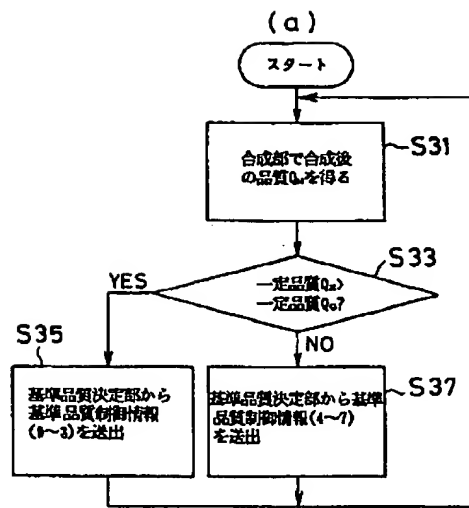 (a)
スタート
合成部で合成後
の品質Qₘを得る
S31
一定品質Qₘ>
一定品質Q₀?
S33
YES
NO
S35
基準品質決定部から
基準品質制御情報
(0~3)を送出
基準品質決定部から基準
品質制御情報(4~7)
を送出
S37